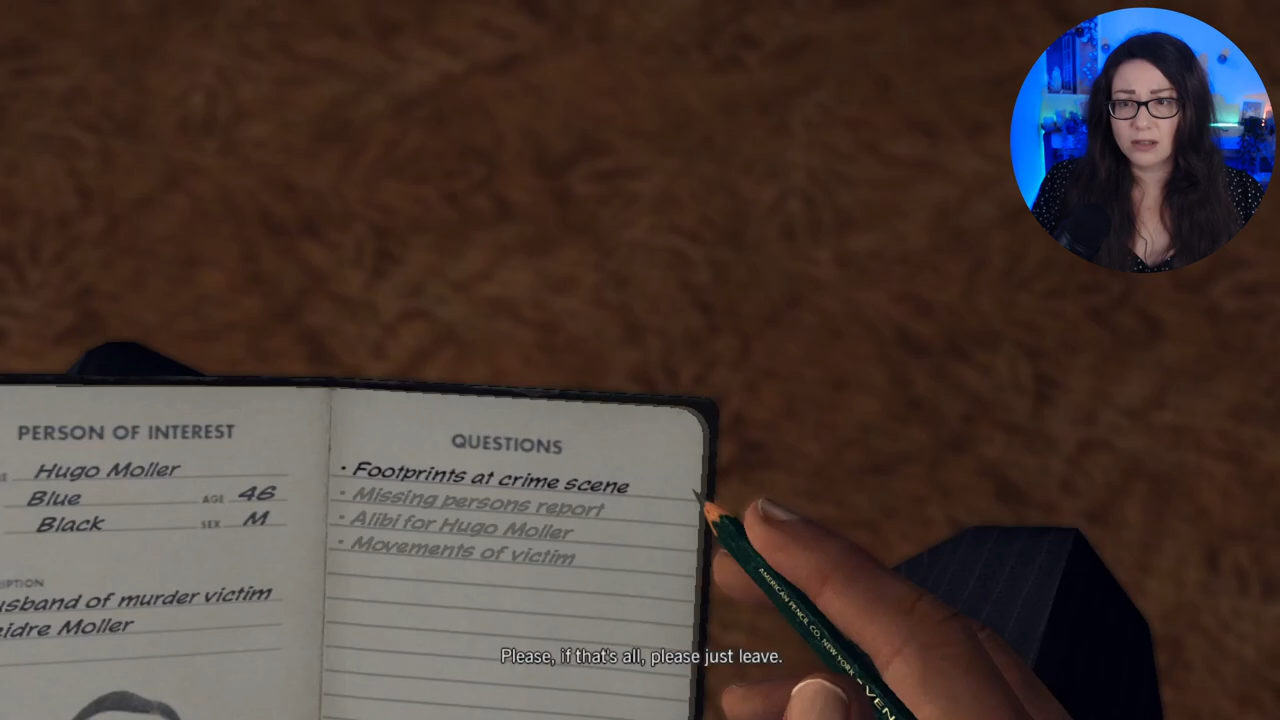 PERSON OF INTEREST
Hugo Moller
Blue AGE 46
Black SEX M
husband of murder victim
Moller
QUESTIONS
· Footprints at crime scene
· Missing persons report
· Alibi for Hugo Moller
· Movements of victim
AMERICAN PENCIL CO. NEW YORK - VEN
Please, if that's all, please just leave.